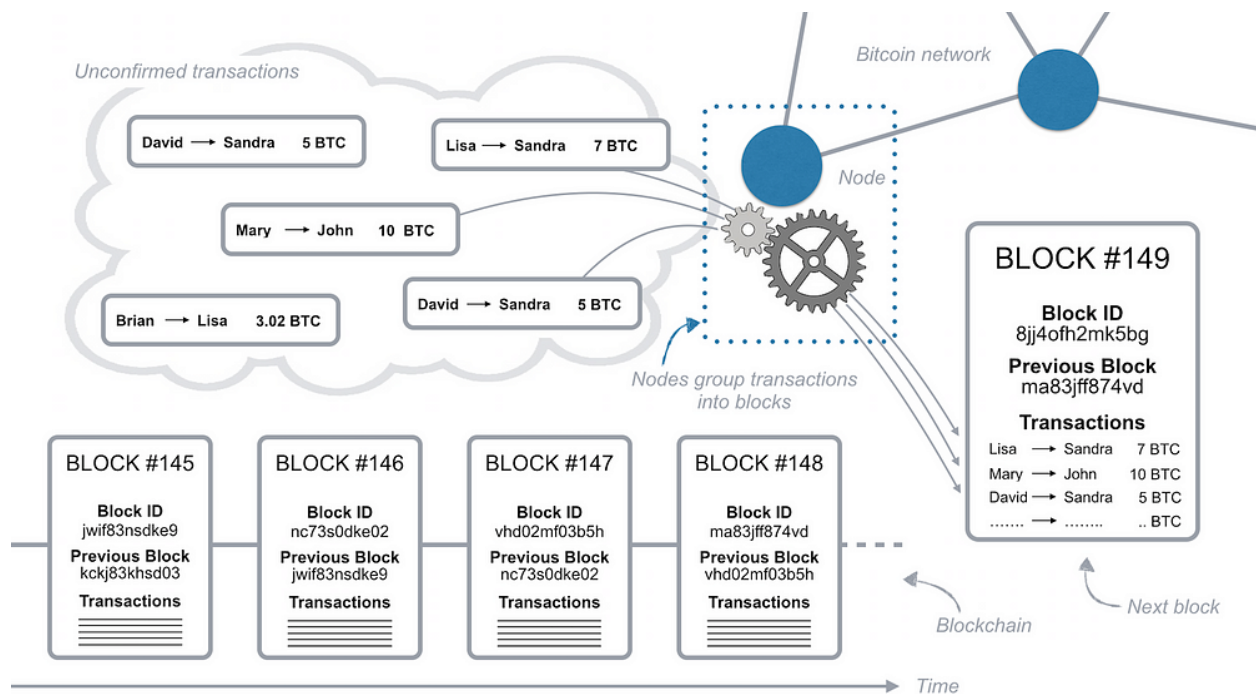 Unconfirmed transactions
David → Sandra 5 BTC
Lisa → Sandra 7 BTC
Mary → John 10 BTC
David → Sandra 5 BTC
Brian → Lisa 3.02 BTC
Bitcoin network
Node
Nodes group transactions
into blocks
BLOCK #149
Block ID
8jj4ofh2mk5bg
Previous Block
ma83jff874vd
Transactions
Lisa → Sandra 7 BTC
Mary → John 10 BTC
David → Sandra 5 BTC
....... → ........ .. BTC
BLOCK #145
Block ID
jwif83nsdke9
Previous Block
kckj83khsd03
Transactions
BLOCK #146
Block ID
nc73s0dke02
Previous Block
jwif83nsdke9
Transactions
BLOCK #147
Block ID
vhd02mf03b5h
Previous Block
nc73s0dke02
Transactions
BLOCK #148
Block ID
ma83jff874vd
Previous Block
vhd02mf03b5h
Transactions
Blockchain
Next block
Time